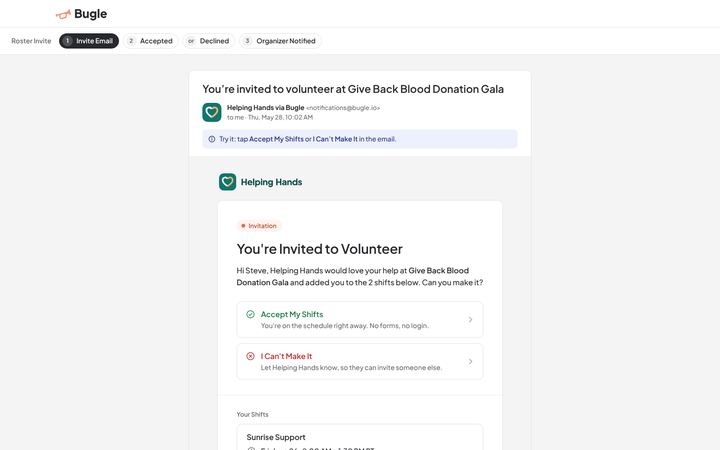 Bugle
Roster Invite
1 Invite Email
2 Accepted
or Declined
3 Organizer Notified
You're invited to volunteer at Give Back Blood Donation Gala
Helping Hands via Bugle <notifications@bugle.io>
to me · Thu, May 28, 10:02 AM
Try it: tap Accept My Shifts or I Can't Make It in the email.
Helping Hands
Invitation
You're Invited to Volunteer
Hi Steve, Helping Hands would love your help at Give Back Blood
Donation Gala and added you to the 2 shifts below. Can you make it?
Accept My Shifts
You're on the schedule right away. No forms, no login.
I Can't Make It
Let Helping Hands know, so they can invite someone else.
Your Shifts
Sunrise Support